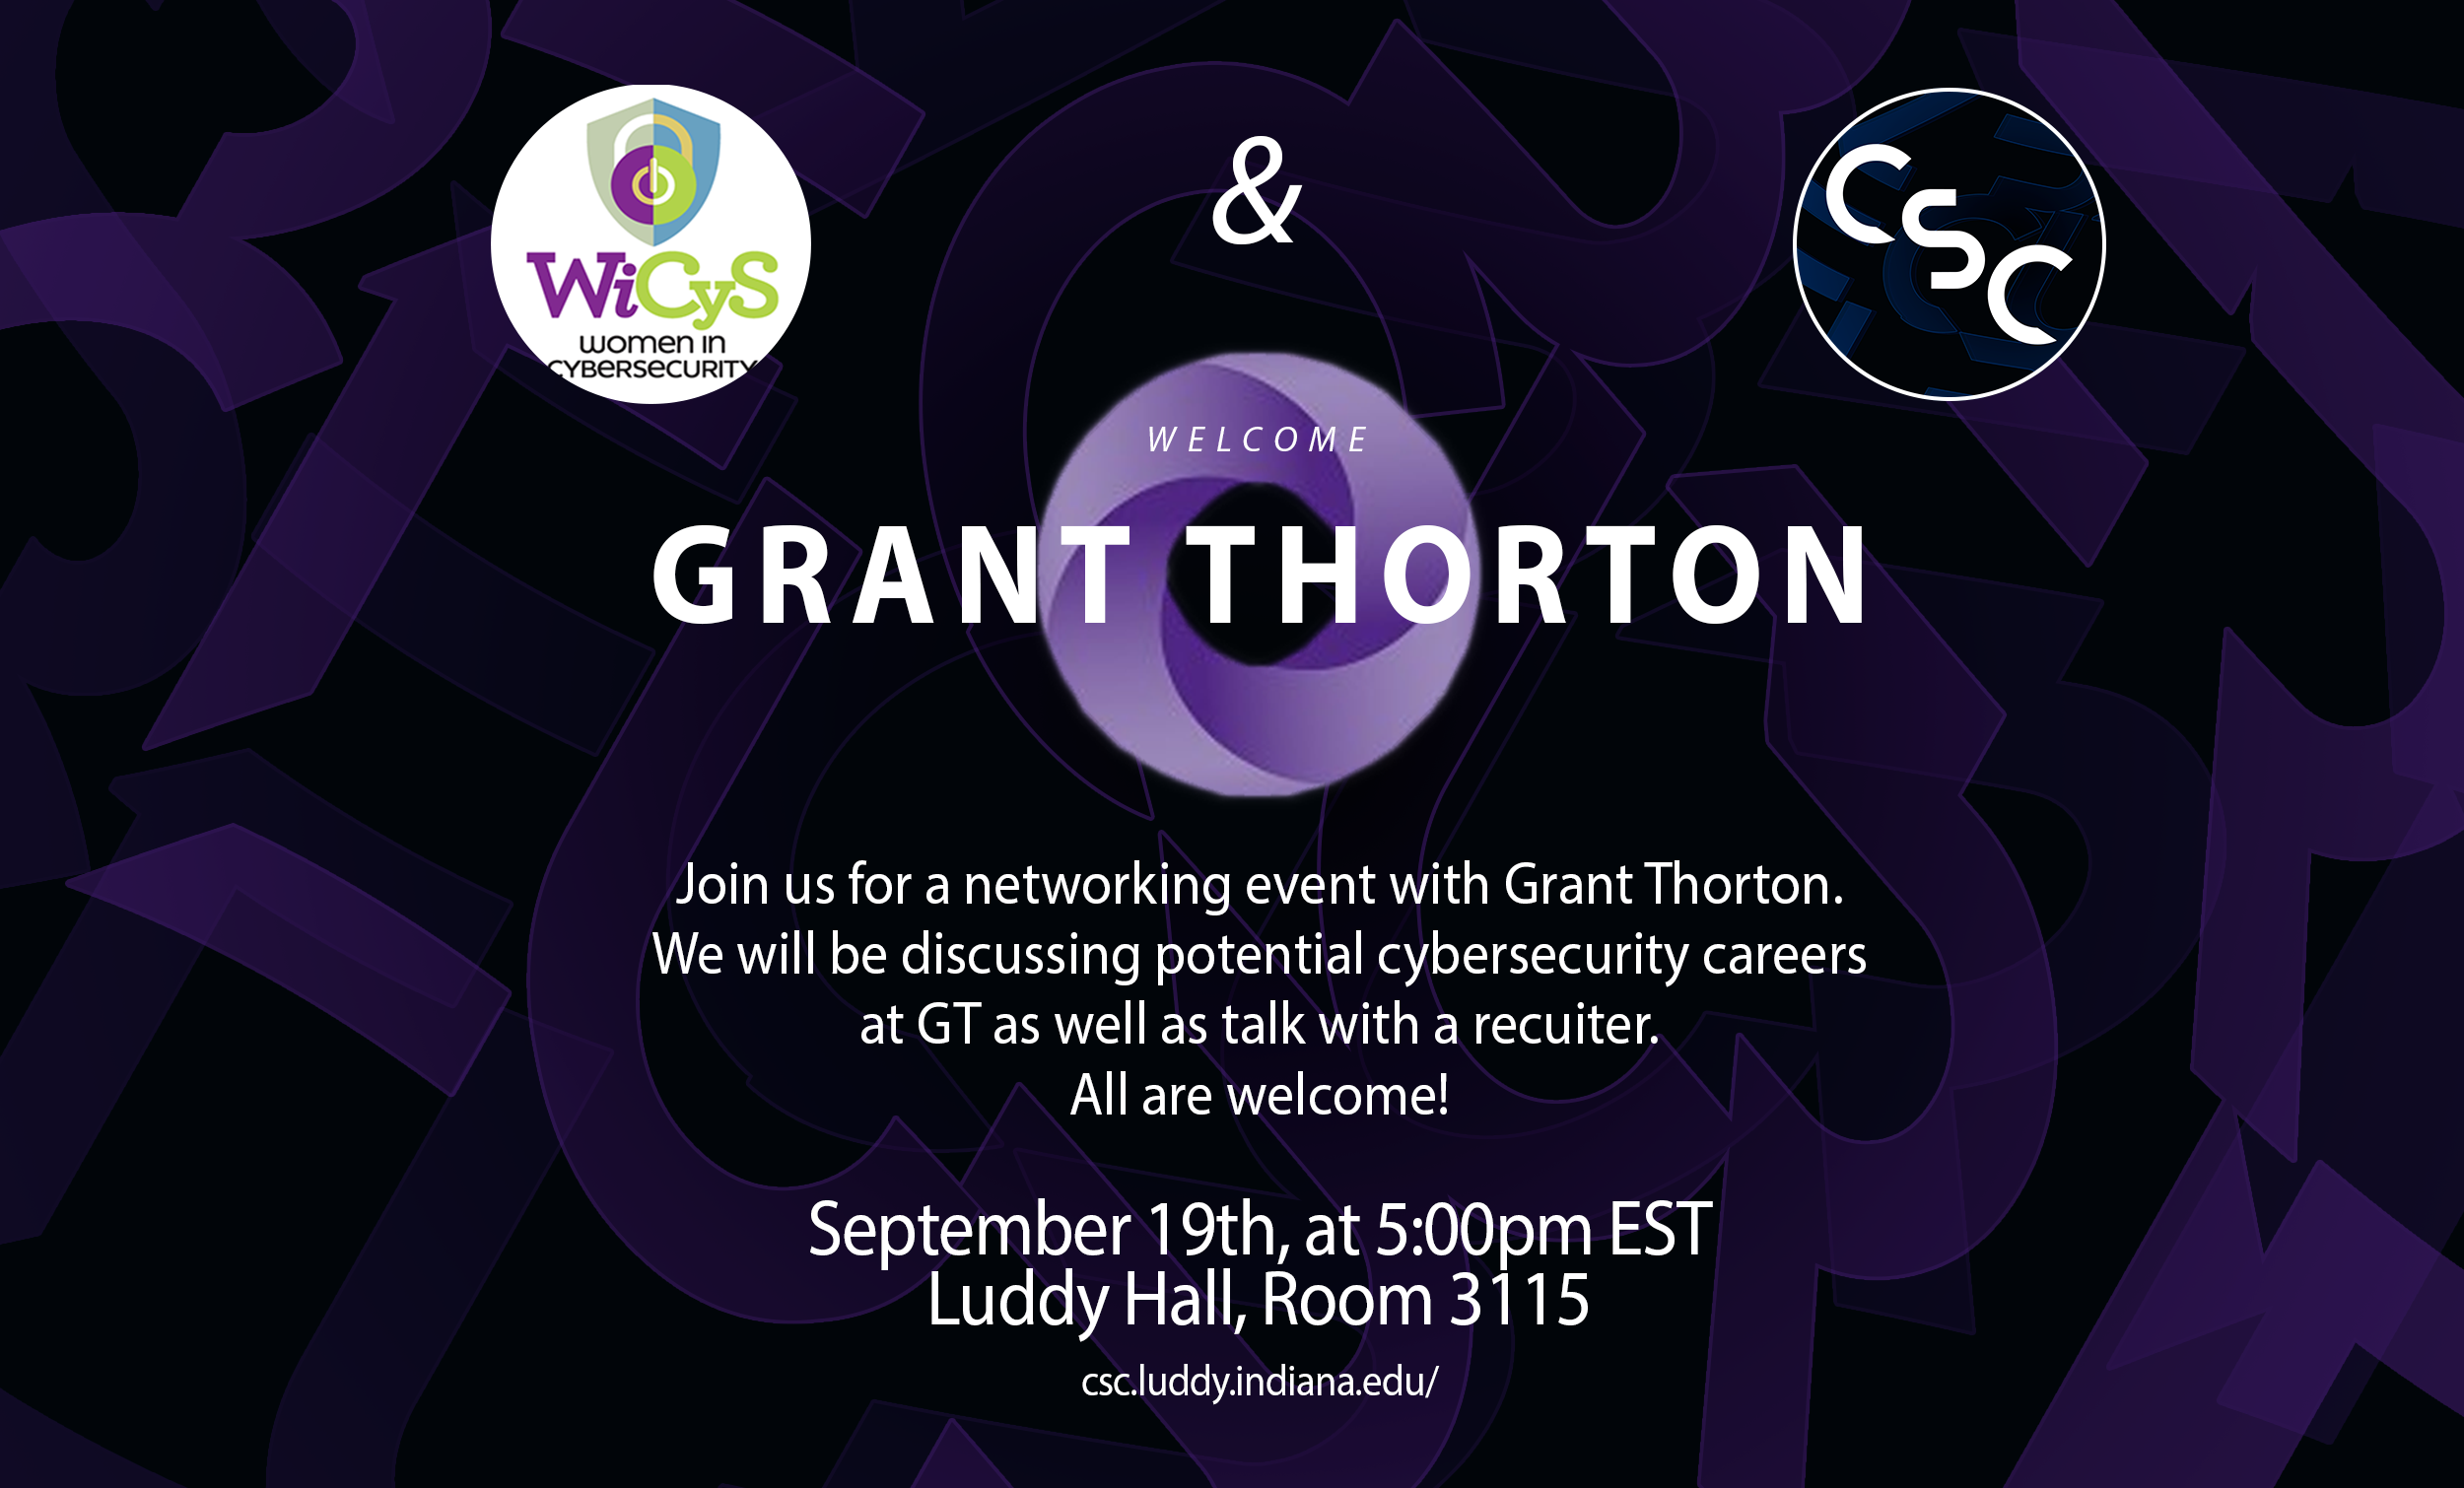 WiCyS
women in
CYBERSECURITY
&
CSC
WELCOME
GRANT THORTON
Join us for a networking event with Grant Thorton.
We will be discussing potential cybersecurity careers
at GT as well as talk with a recuiter.
All are welcome!
September 19th, at 5:00pm EST
Luddy Hall, Room 3115
csc.luddy.indiana.edu/